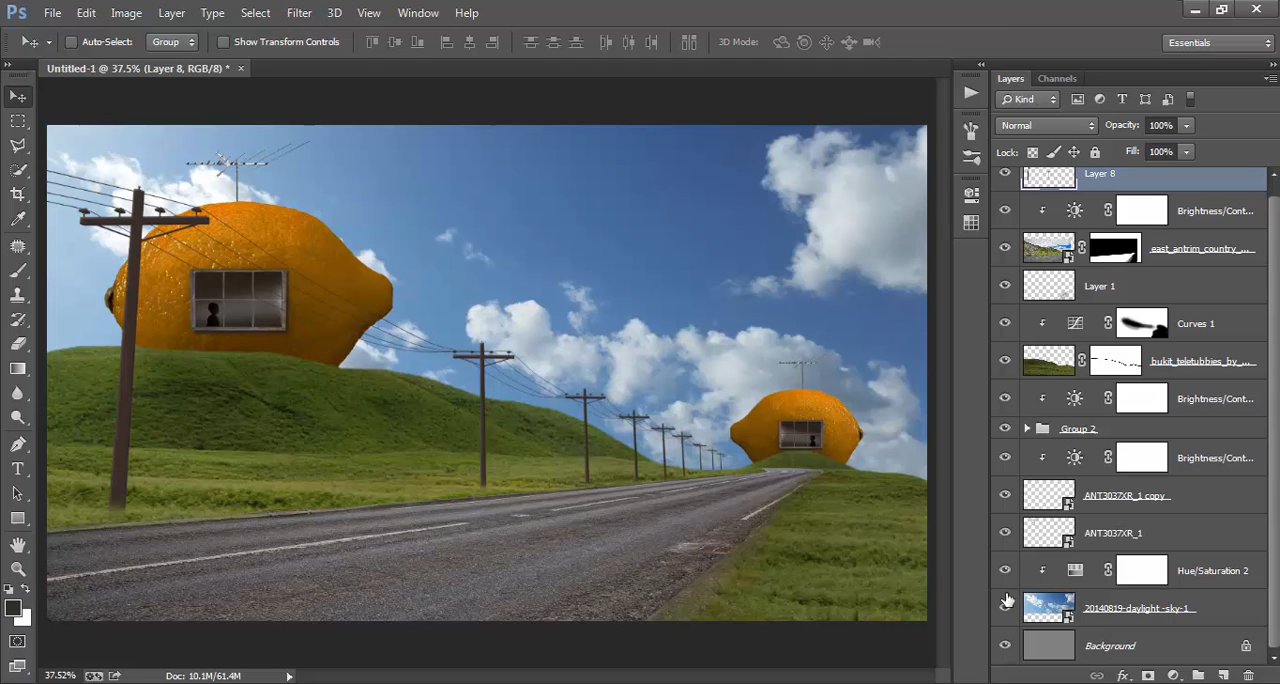 Ps File Edit Image Layer Type Select Filter 3D View Window Help
Auto-Select: Group Show Transform Controls 3D Mode: Essentials
Untitled-1 @ 37.5% (Layer 8, RGB/8) * ×
Layers Channels
Kind
Normal Opacity: 100%
Lock: Fill: 100%
Layer 8
Brightness/Cont...
east_antrim_country_...
Layer 1
Curves 1
bukit_teletubbies_by_...
Brightness/Cont...
Group 2
Brightness/Cont...
ANT3037XR_1 copy
ANT3037XR_1
Hue/Saturation 2
20140819-daylight -sky-1
Background
37.52% Doc: 10.1M/61.4M fx